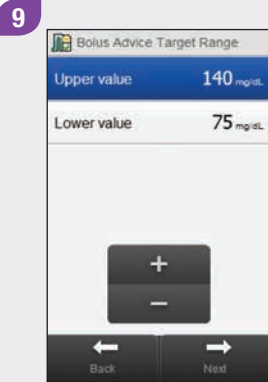 9
Bolus Advice Target Range
Upper value 140 mg/dL
Lower value 75 mg/dL
+
−
Back Next